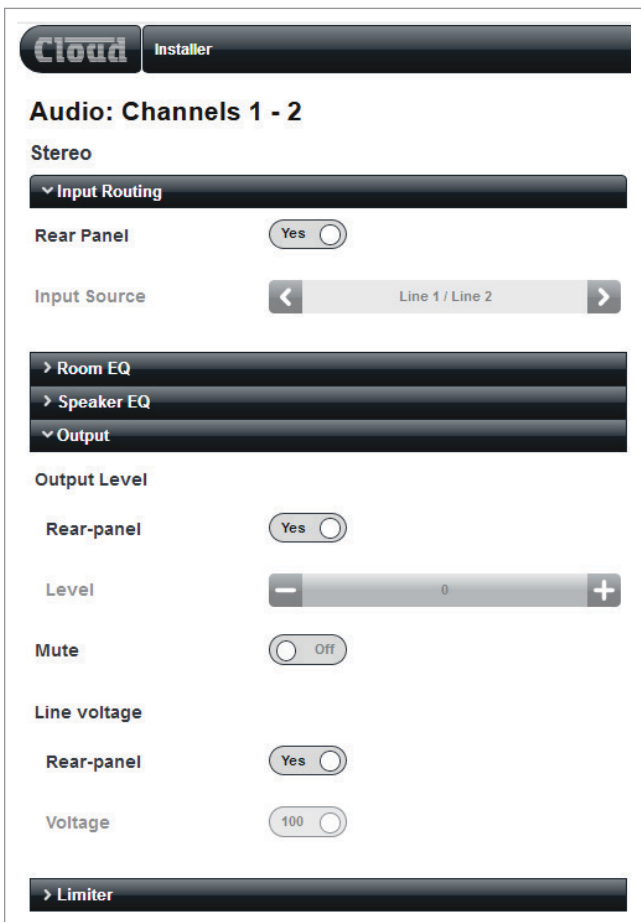 Cloud Installer
Audio: Channels 1 - 2
Stereo
Input Routing
Rear Panel Yes
Input Source Line 1 / Line 2
Room EQ
Speaker EQ
Output
Output Level
Rear-panel Yes
Level 0
Mute Off
Line voltage
Rear-panel Yes
Voltage 100
Limiter